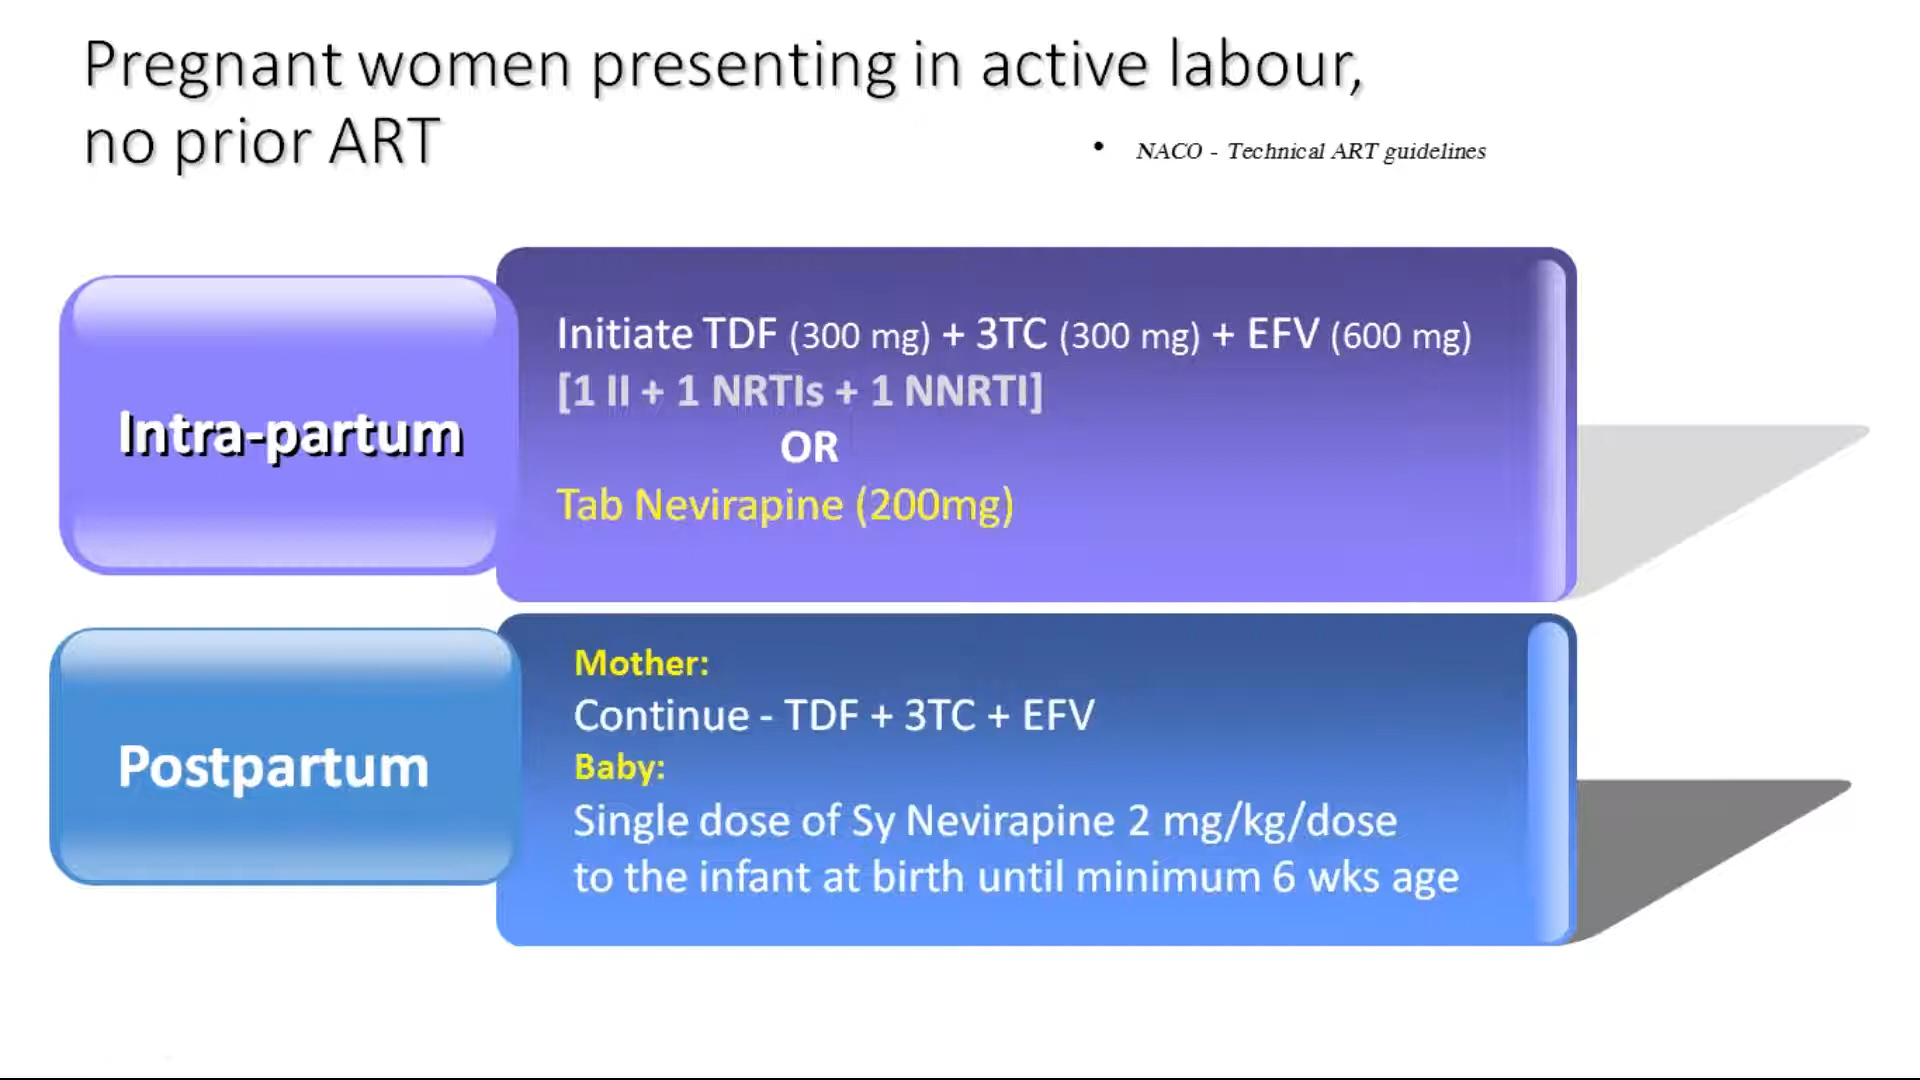 Pregnant women presenting in active labour,
no prior ART
• NACO - Technical ART guidelines
Intra-partum
Initiate TDF (300 mg) + 3TC (300 mg) + EFV (600 mg)
[1 II + 1 NRTIs + 1 NNRTI]
OR
Tab Nevirapine (200mg)
Postpartum
Mother:
Continue - TDF + 3TC + EFV
Baby:
Single dose of Sy Nevirapine 2 mg/kg/dose
to the infant at birth until minimum 6 wks age